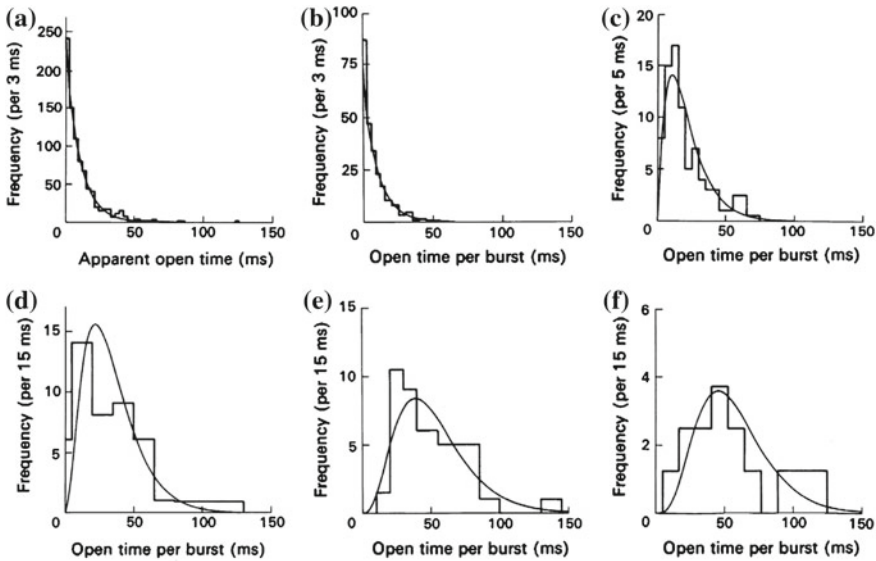 (a)
Frequency (per 3 ms)
250
200
150
100
50
0
50
100
150
Apparent open time (ms)
(b)
Frequency (per 3 ms)
100
75
50
25
0
50
100
150
Open time per burst (ms)
(c)
Frequency (per 5 ms)
20
15
10
5
0
0
50
100
150
Open time per burst (ms)
(d)
Frequency (per 15 ms)
15
10
5
0
50
100
150
Open time per burst (ms)
(e)
Frequency (per 15 ms)
15
10
5
0
50
100
150
Open time per burst (ms)
(f)
Frequency (per 15 ms)
6
4
2
0
0
50
100
150
Open time per burst (ms)